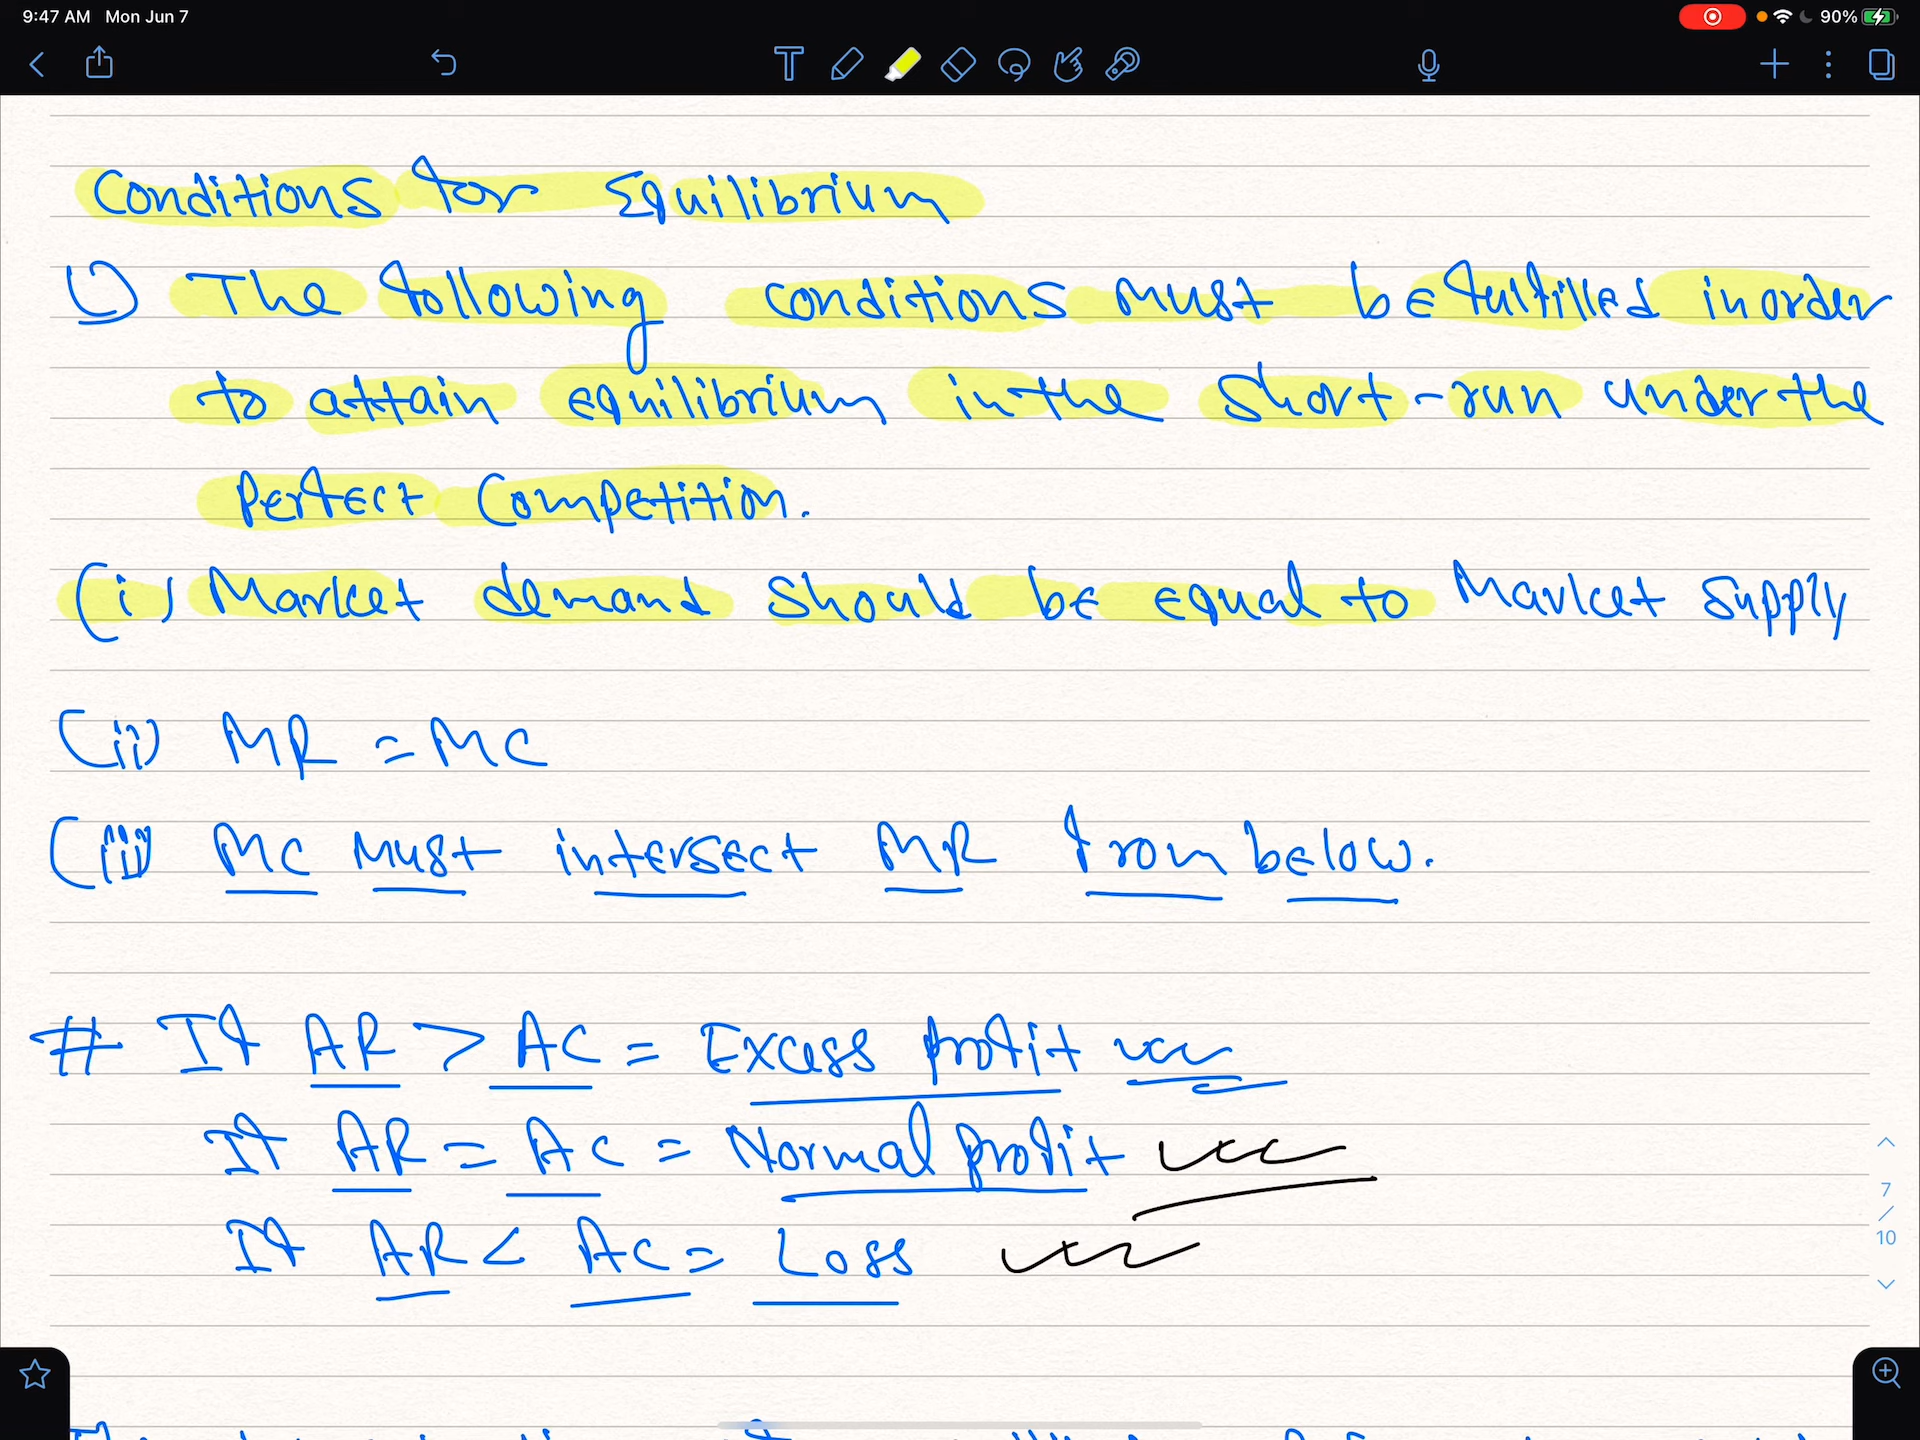 9:47 AM Mon Jun 7
90%
Conditions for Equilibrium
i) The following conditions must be fulfilled in order
to attain equilibrium in the short-run under the
Perfect Competition.
(i) Market demand should be equal to Market Supply
(ii) MR = MC
(iii) MC must intersect MR from below.
# If AR > AC = Excess profit
If AR = AC = Normal profit
If AR < AC = Loss
7
/
10